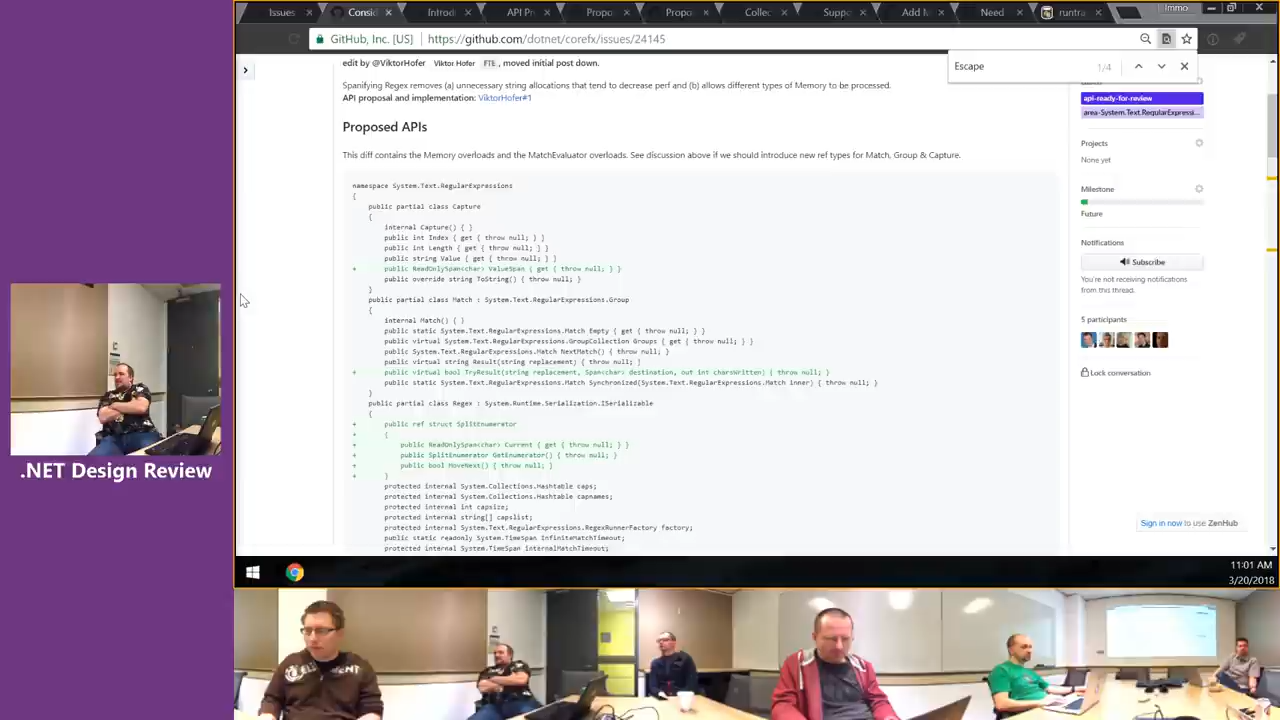 Issues
Consid
Introdu
API Pr
Propo
Propo
Collec
Suppo
Add M
Need
runtra
Immo
GitHub, Inc. [US]
https://github.com/dotnet/corefx/issues/24145
Escape
1/4
edit by @ViktorHofer Viktor Hofer FTE , moved initial post down.
Spanifying Regex removes (a) unnecessary string allocations that tend to decrease perf and (b) allows different types of Memory to be processed.
API proposal and implementation: ViktorHofer#1
Proposed APIs
This diff contains the Memory overloads and the MatchEvaluator overloads. See discussion above if we should introduce new ref types for Match, Group & Capture.
namespace System.Text.RegularExpressions
{
public partial class Capture
{
internal Capture() { }
public int Index { get { throw null; } }
public int Length { get { throw null; } }
public string Value { get { throw null; } }
+ public ReadOnlySpan<char> ValueSpan { get { throw null; } }
public override string ToString() { throw null; }
}
public partial class Match : System.Text.RegularExpressions.Group
{
internal Match() { }
public static System.Text.RegularExpressions.Match Empty { get { throw null; } }
public virtual System.Text.RegularExpressions.GroupCollection Groups { get { throw null; } }
public System.Text.RegularExpressions.Match NextMatch() { throw null; }
public virtual string Result(string replacement) { throw null; }
+ public virtual bool TryResult(string replacement, Span<char> destination, out int charsWritten) { throw null; }
public static System.Text.RegularExpressions.Match Synchronized(System.Text.RegularExpressions.Match inner) { throw null; }
}
public partial class Regex : System.Runtime.Serialization.ISerializable
{
+ public ref struct SplitEnumerator
+ {
+ public ReadOnlySpan<char> Current { get { throw null; } }
+ public SplitEnumerator GetEnumerator() { throw null; }
+ public bool MoveNext() { throw null; }
+ }
protected internal System.Collections.Hashtable caps;
protected internal System.Collections.Hashtable capnames;
protected internal int capsize;
protected internal string[] capslist;
protected internal System.Text.RegularExpressions.RegexRunnerFactory factory;
public static readonly System.TimeSpan InfiniteMatchTimeout;
protected internal System.TimeSpan internalMatchTimeout;
api-ready-for-review
area-System.Text.RegularExpressi...
Projects
None yet
Milestone
Future
Notifications
Subscribe
You're not receiving notifications
from this thread.
5 participants
Lock conversation
Sign in now to use ZenHub
11:01 AM
3/20/2018
.NET Design Review